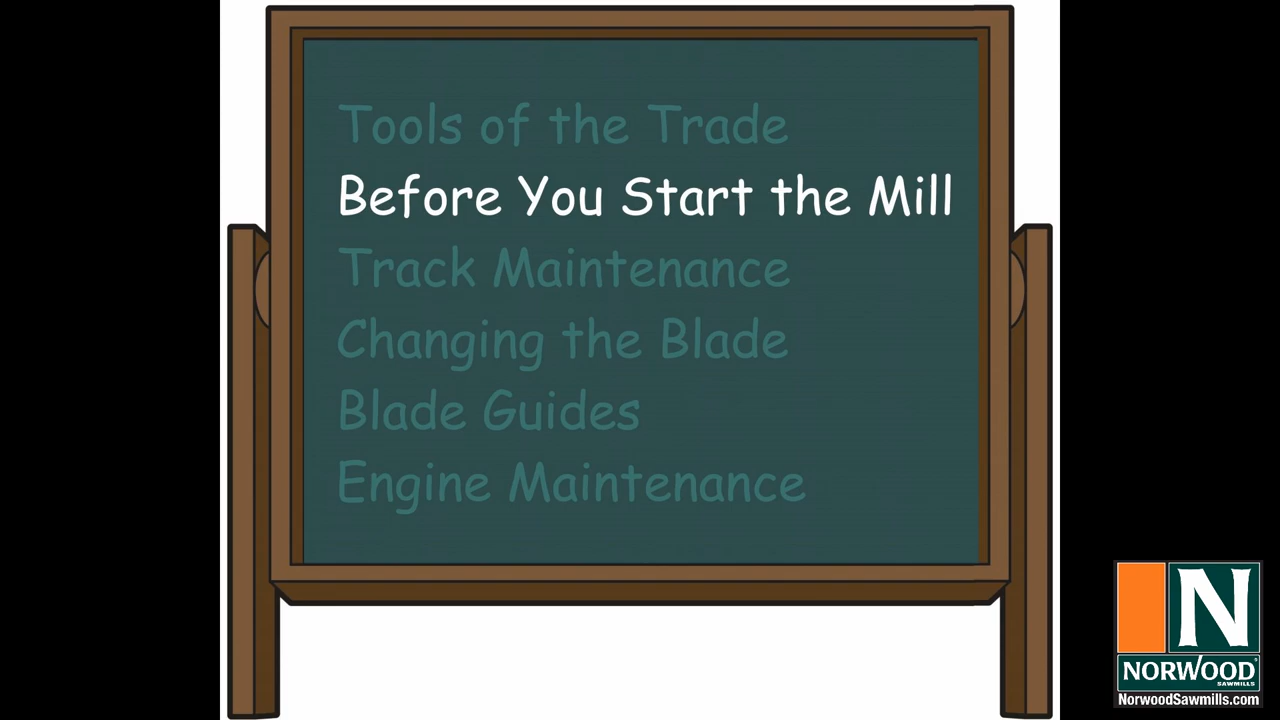 Tools of the Trade
Before You Start the Mill
Track Maintenance
Changing the Blade
Blade Guides
Engine Maintenance
N
NORWOOD
SAWMILLS
NorwoodSawmills.com